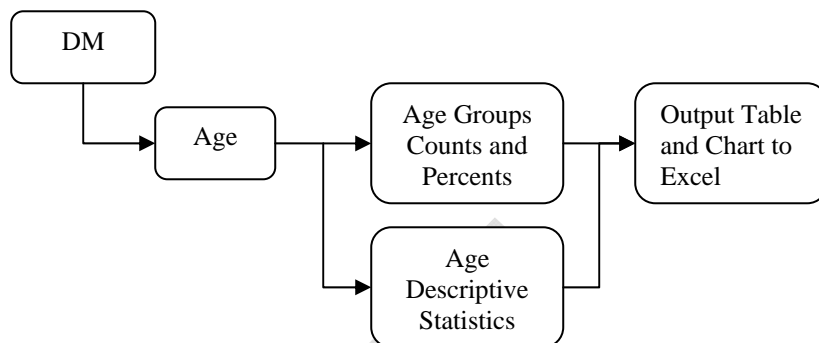 DM
Age
Age Groups
Counts and
Percents
Output Table
and Chart to
Excel
Age
Descriptive
Statistics